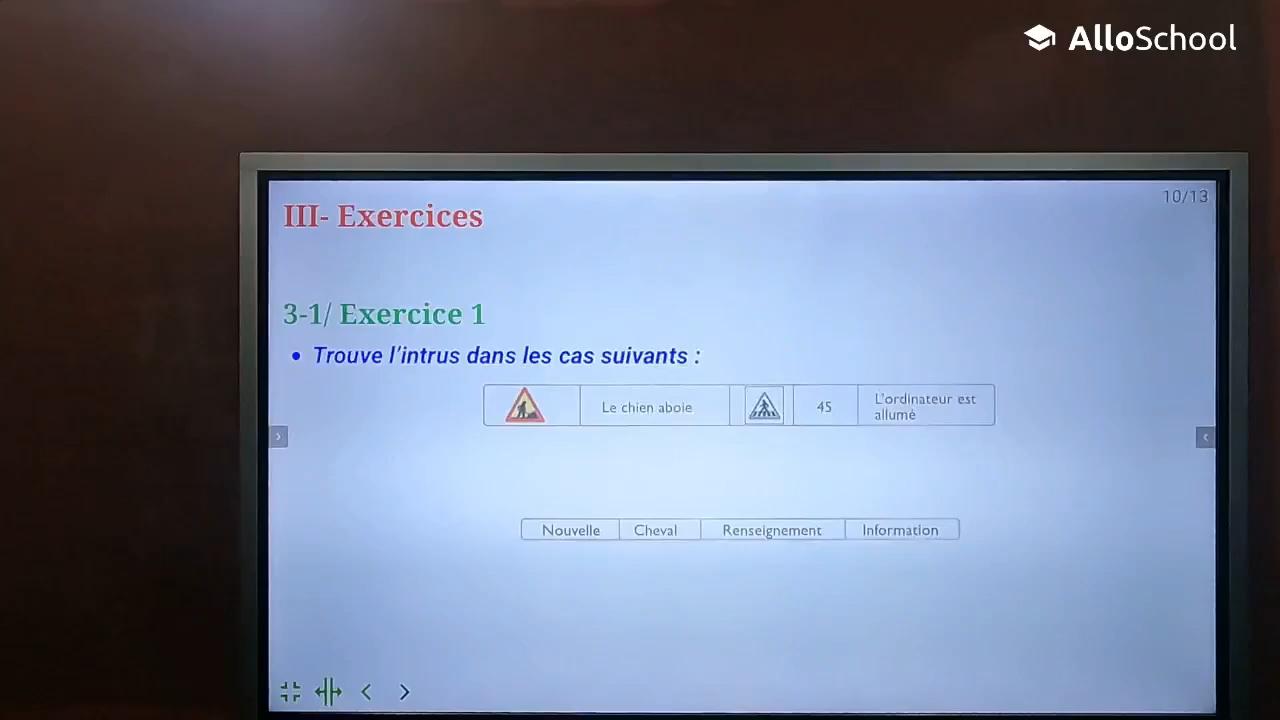 AlloSchool
10/13
III- Exercices
3-1/ Exercice 1
• Trouve l'intrus dans les cas suivants :
Le chien aboie
45
L'ordinateur est
allumé
Nouvelle
Cheval
Renseignement
Information